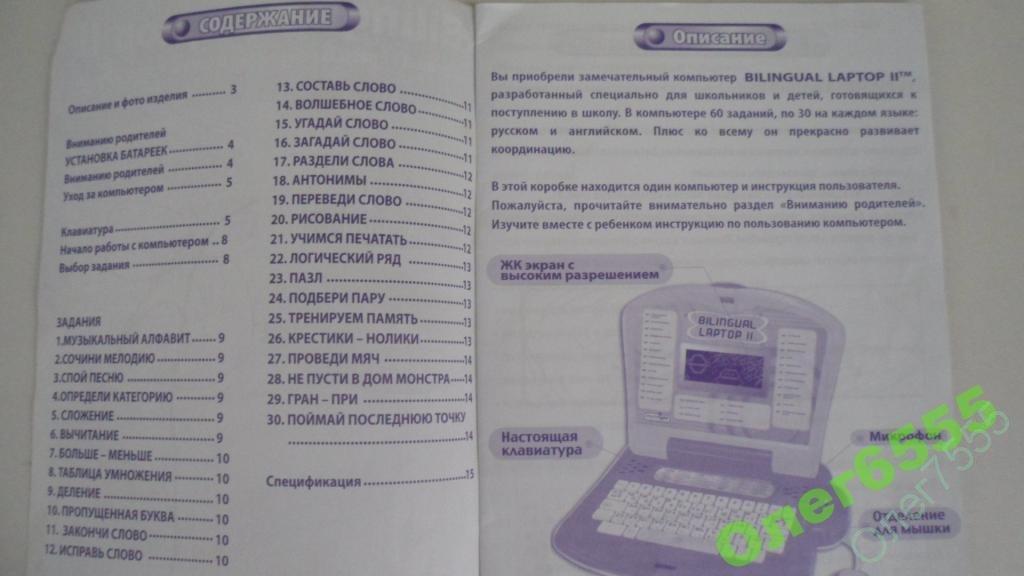 СОДЕРЖАНИЕ
Описание и фото изделия ......... 3
Вниманию родителей
УСТАНОВКА БАТАРЕЕК ............. 4
Вниманию родителей ............. 4
Уход за компьютером ............. 5
Клавиатура ............. 5
Начало работы с компьютером .. 8
Выбор задания ............. 8
ЗАДАНИЯ
1.МУЗЫКАЛЬНЫЙ АЛФАВИТ ...... 9
2.СОЧИНИ МЕЛОДИЮ ............. 9
3.СПОЙ ПЕСНЮ ............. 9
4.ОПРЕДЕЛИ КАТЕГОРИЮ ......... 9
5. СЛОЖЕНИЕ ............. 9
6. ВЫЧИТАНИЕ ............. 9
7. БОЛЬШЕ – МЕНЬШЕ ............. 10
8. ТАБЛИЦА УМНОЖЕНИЯ ......... 10
9. ДЕЛЕНИЕ ............. 10
10. ПРОПУЩЕННАЯ БУКВА ......... 10
11. ЗАКОНЧИ СЛОВО ............. 10
12. ИСПРАВЬ СЛОВО ............. 10
13. СОСТАВЬ СЛОВО ............. 11
14. ВОЛШЕБНОЕ СЛОВО ......... 11
15. УГАДАЙ СЛОВО ............. 11
16. ЗАГАДАЙ СЛОВО ............. 11
17. РАЗДЕЛИ СЛОВА ............. 12
18. АНТОНИМЫ ............. 12
19. ПЕРЕВЕДИ СЛОВО ............. 12
20. РИСОВАНИЕ ............. 12
21. УЧИМСЯ ПЕЧАТАТЬ ............. 12
22. ЛОГИЧЕСКИЙ РЯД ............. 13
23. ПАЗЛ ............. 13
24. ПОДБЕРИ ПАРУ ............. 13
25. ТРЕНИРУЕМ ПАМЯТЬ ......... 13
26. КРЕСТИКИ – НОЛИКИ ......... 13
27. ПРОВЕДИ МЯЧ ............. 14
28. НЕ ПУСТИ В ДОМ МОНСТРА ..... 14
29. ГРАН – ПРИ ............. 14
30. ПОЙМАЙ ПОСЛЕДНЮЮ ТОЧКУ
............. 14
Спецификация ............. 15
Описание
Вы приобрели замечательный компьютер BILINGUAL LAPTOP II™,
разработанный специально для школьников и детей, готовящихся к
поступлению в школу. В компьютере 60 заданий, по 30 на каждом языке:
русском и английском. Плюс ко всему он прекрасно развивает
координацию.
В этой коробке находится один компьютер и инструкция пользователя.
Пожалуйста, прочитайте внимательно раздел «Вниманию родителей».
Изучите вместе с ребенком инструкцию по пользованию компьютером.
ЖК экран с
высоким разрешением
BILINGUAL
LAPTOP II
Настоящая
клавиатура
Микрофон
Отделение
для мышки
Олег6555
Олег7555